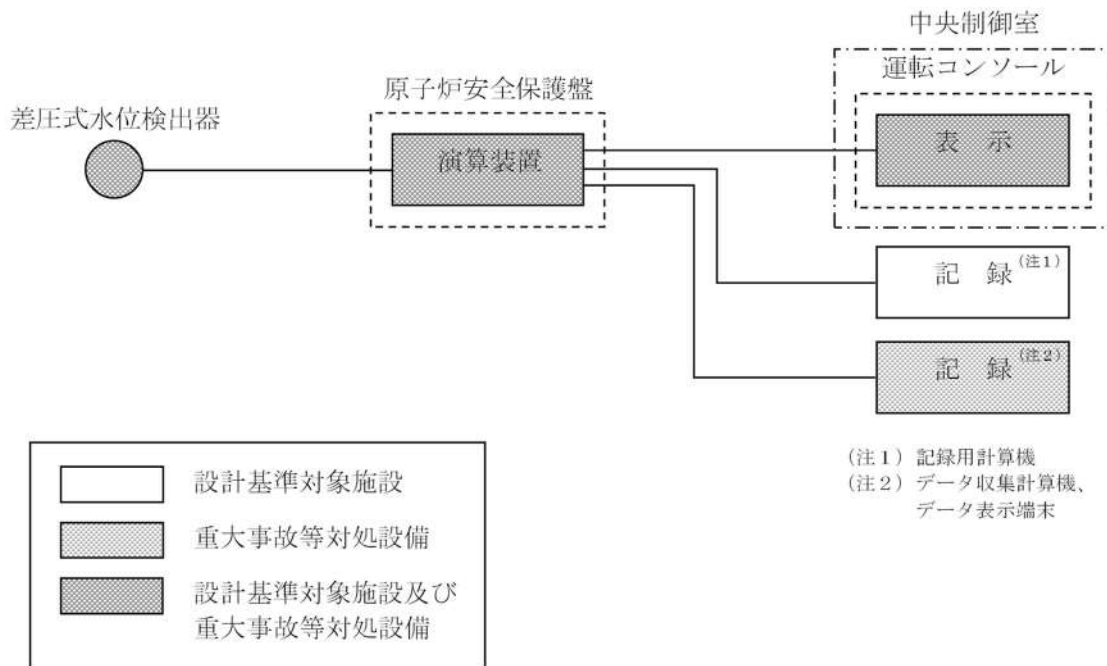 中央制御室
運転コンソール
原子炉安全保護盤
差圧式水位検出器
演算装置
表 示
記 録(注1)
記 録(注2)
(注1) 記録用計算機
(注2) データ収集計算機、
データ表示端末
設計基準対象施設
重大事故等対処設備
設計基準対象施設及び
重大事故等対処設備